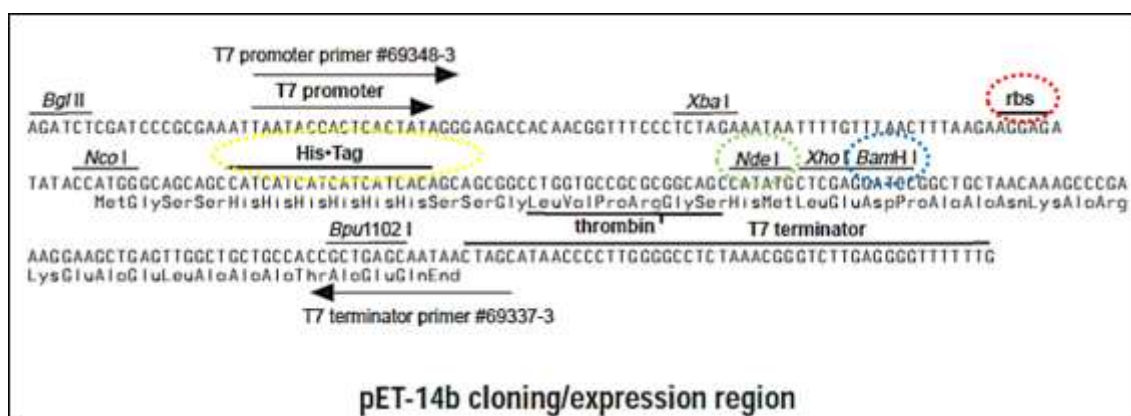 T7 promoter primer #69348-3
T7 promoter
Bgl II
Xba I
rbs
AGATCTCGATCCCGCGAAATTAATACGACTCACTATAGGGAGACCACAACGGTTTCCCTCTAGAAATAATTTTGTTTAACTTTAAGAAGGAGA
Nco I
His•Tag
Nde I
Xho I
BamH I
TATACCATGGGCAGCAGCCATCATCATCATCATCACAGCAGCGGCCTGGTGCCGCGCGGCAGCCATATGCTCGAGGATCCGGCTGCTAACAAAGCCCGA
MetGlySerSerHisHisHisHisHisHisSerSerGlyLeuValProArgGlySerHisMetLeuGluAspProAlaAlaAsnLysAlaArg
thrombin
T7 terminator
Bpu1102 I
AAGGAAGCTGAGTTGGCTGCTGCCACCGCTGAGCAATAACTAGCATAACCCCTTGGGGCCTCTAAACGGGTCTTGAGGGGTTTTTTG
LysGluAlaGluLeuAlaAlaAlaThrAlaGluGlnEnd
T7 terminator primer #69337-3
pET-14b cloning/expression region